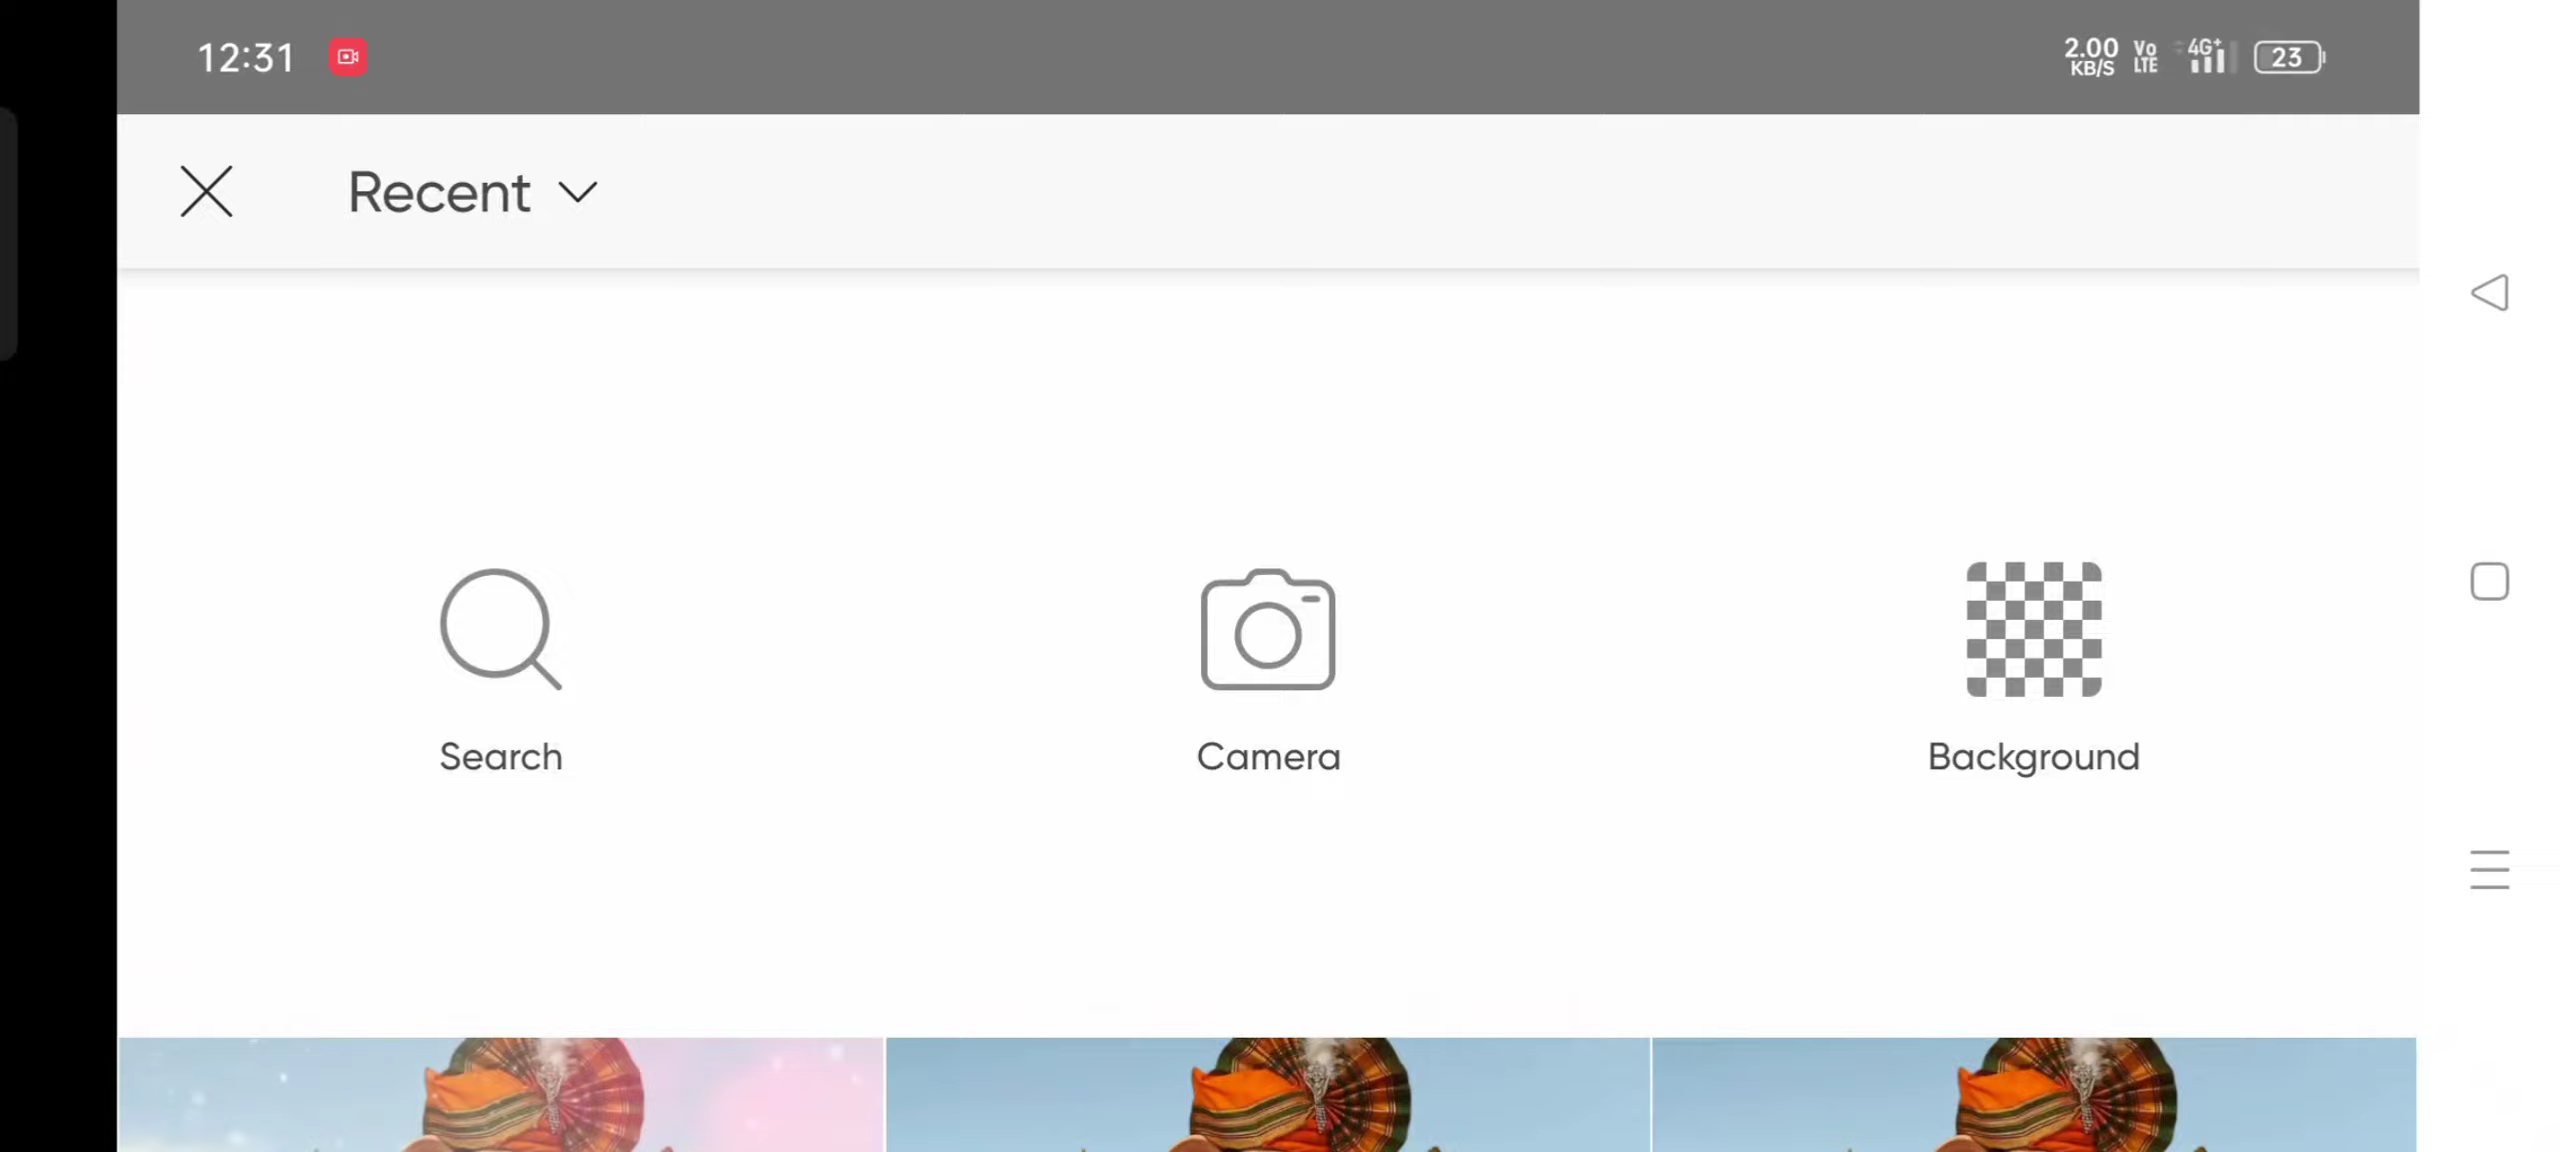 12:31
2.00 KB/S Vo LTE 4G+ 23
Recent
Search
Camera
Background